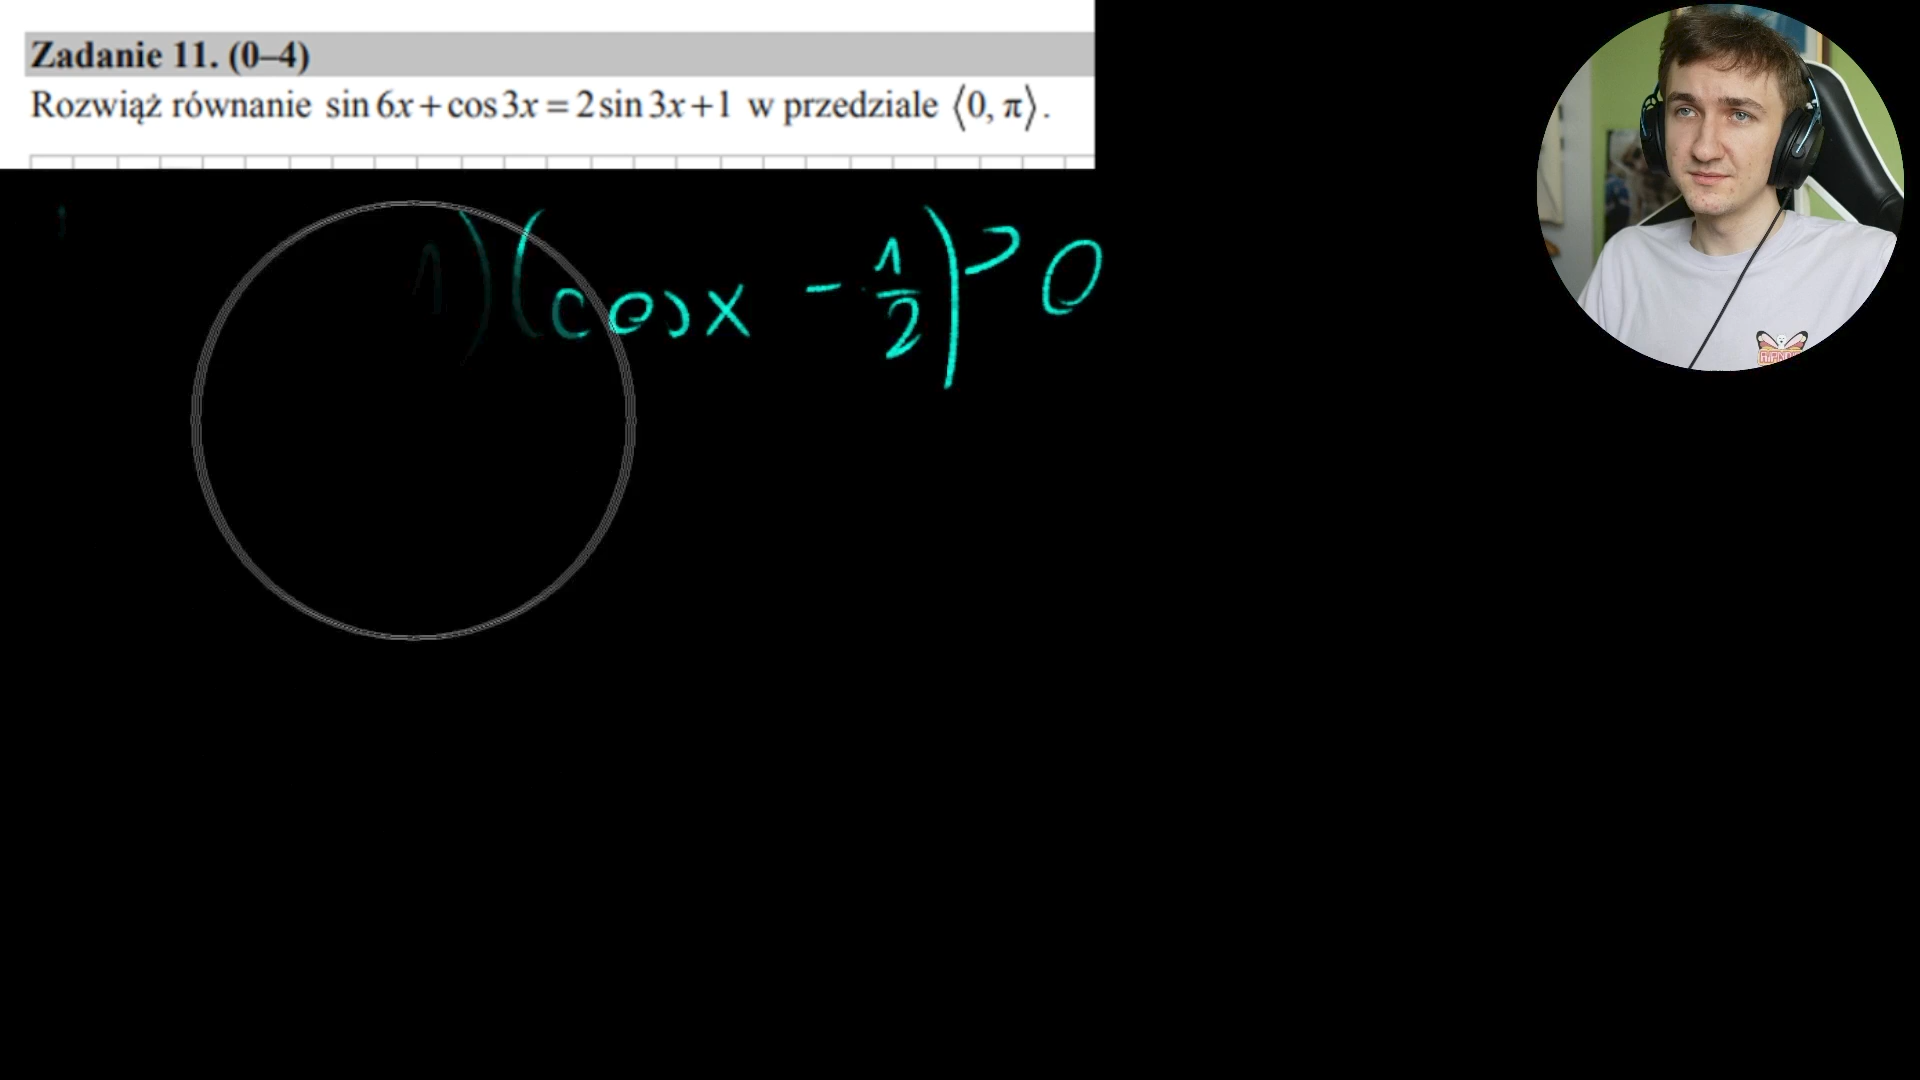 Zadanie 11. (0–4)
Rozwiąż równanie sin 6x + cos 3x = 2 sin 3x + 1 w przedziale ⟨0, π⟩.
1) (cos x - 1/2) > 0